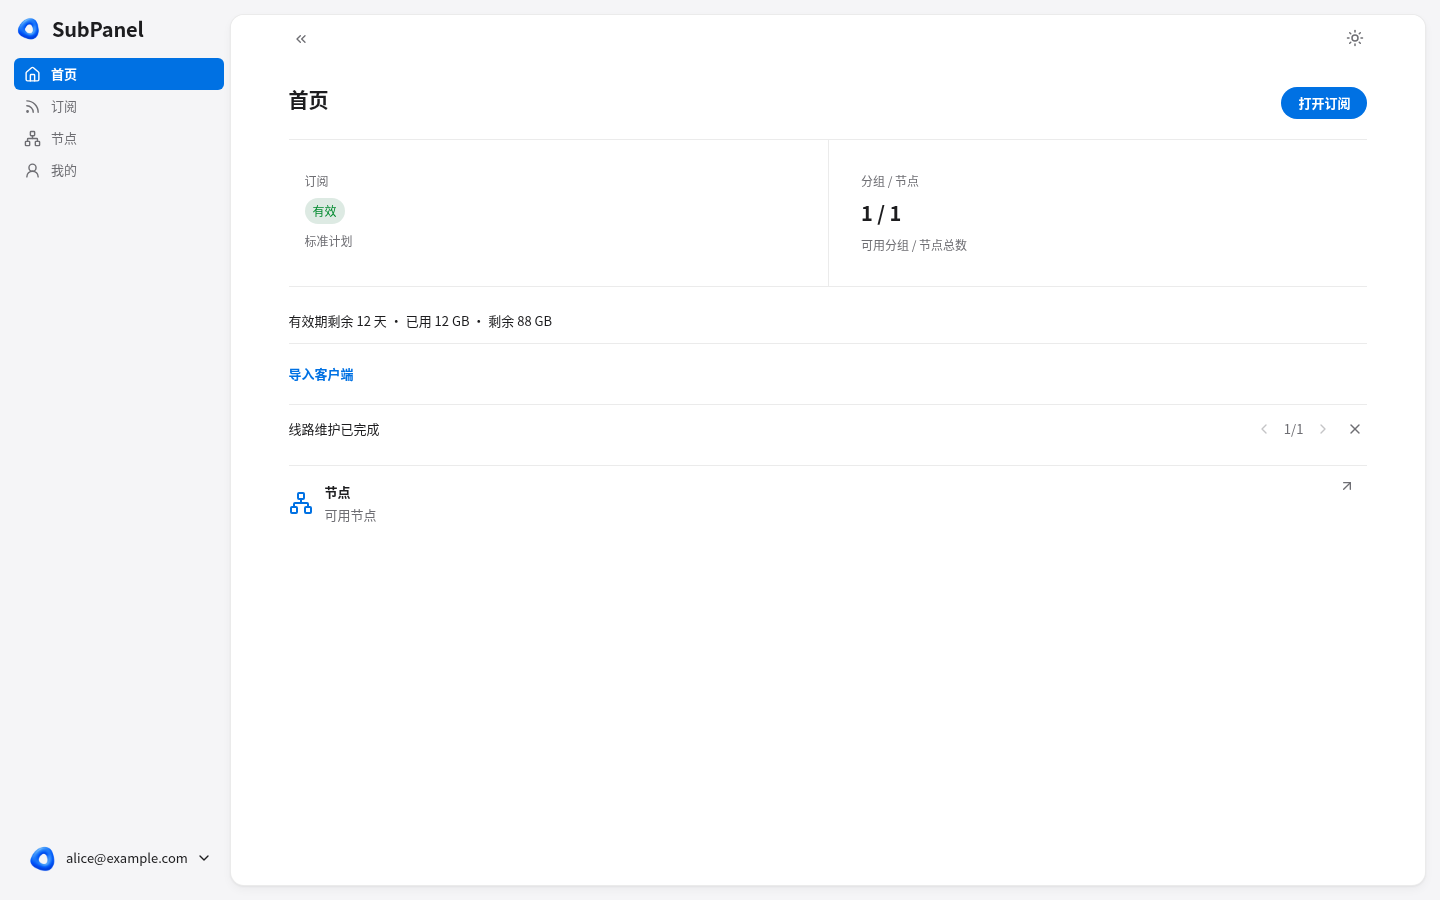 SubPanel
首页
订阅
节点
我的
alice@example.com
首页
打开订阅
订阅
有效
标准计划
分组 / 节点
1 / 1
可用分组 / 节点总数
有效期剩余 12 天 · 已用 12 GB · 剩余 88 GB
导入客户端
线路维护已完成
1/1
节点
可用节点